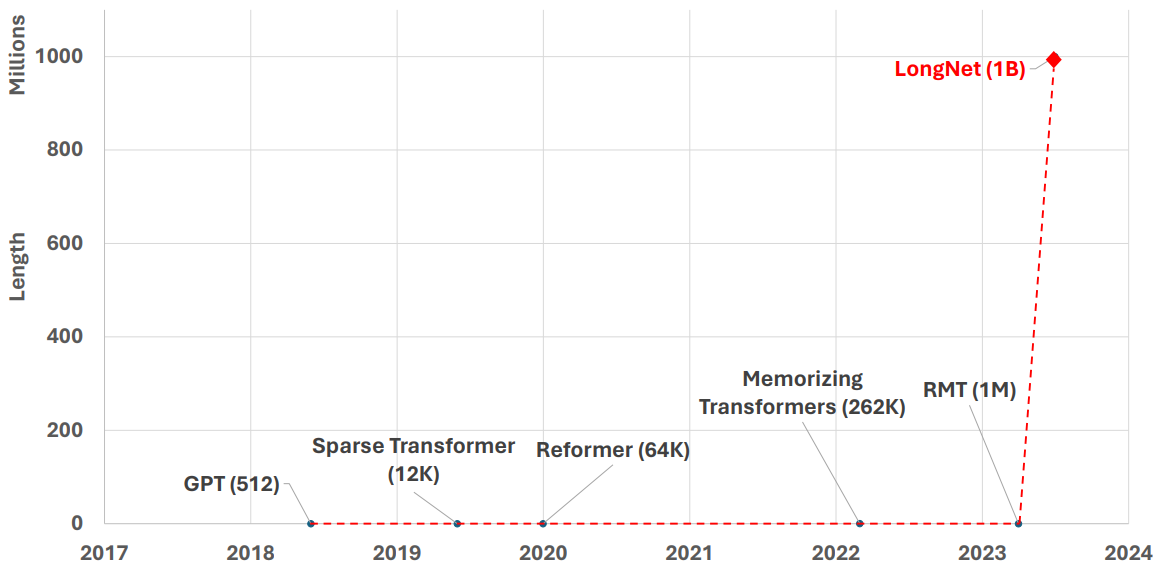 Millions
1000
LongNet (1B)
800
600
Length
400
Memorizing
Transformers (262K)
RMT (1M)
200
Sparse Transformer
(12K)
Reformer (64K)
GPT (512)
0
2017 2018 2019 2020 2021 2022 2023 2024